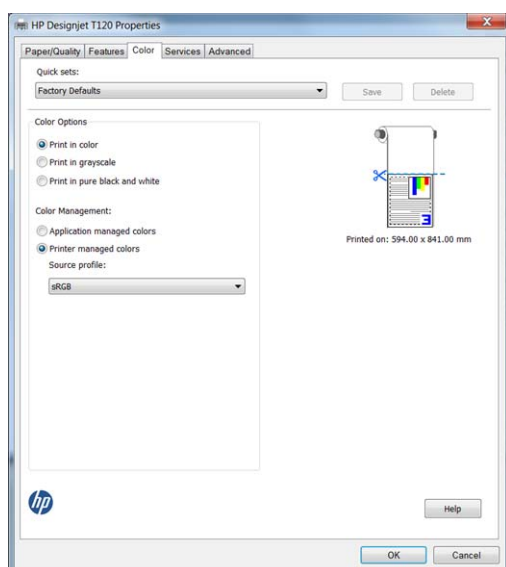 HP Designjet T120 Properties
Paper/Quality Features Color Services Advanced
Quick sets:
Factory Defaults
Save Delete
Color Options
Print in color
Print in grayscale
Print in pure black and white
Color Management:
Application managed colors
Printer managed colors
Source profile:
sRGB
3
Printed on: 594.00 x 841.00 mm
hp
Help
OK Cancel